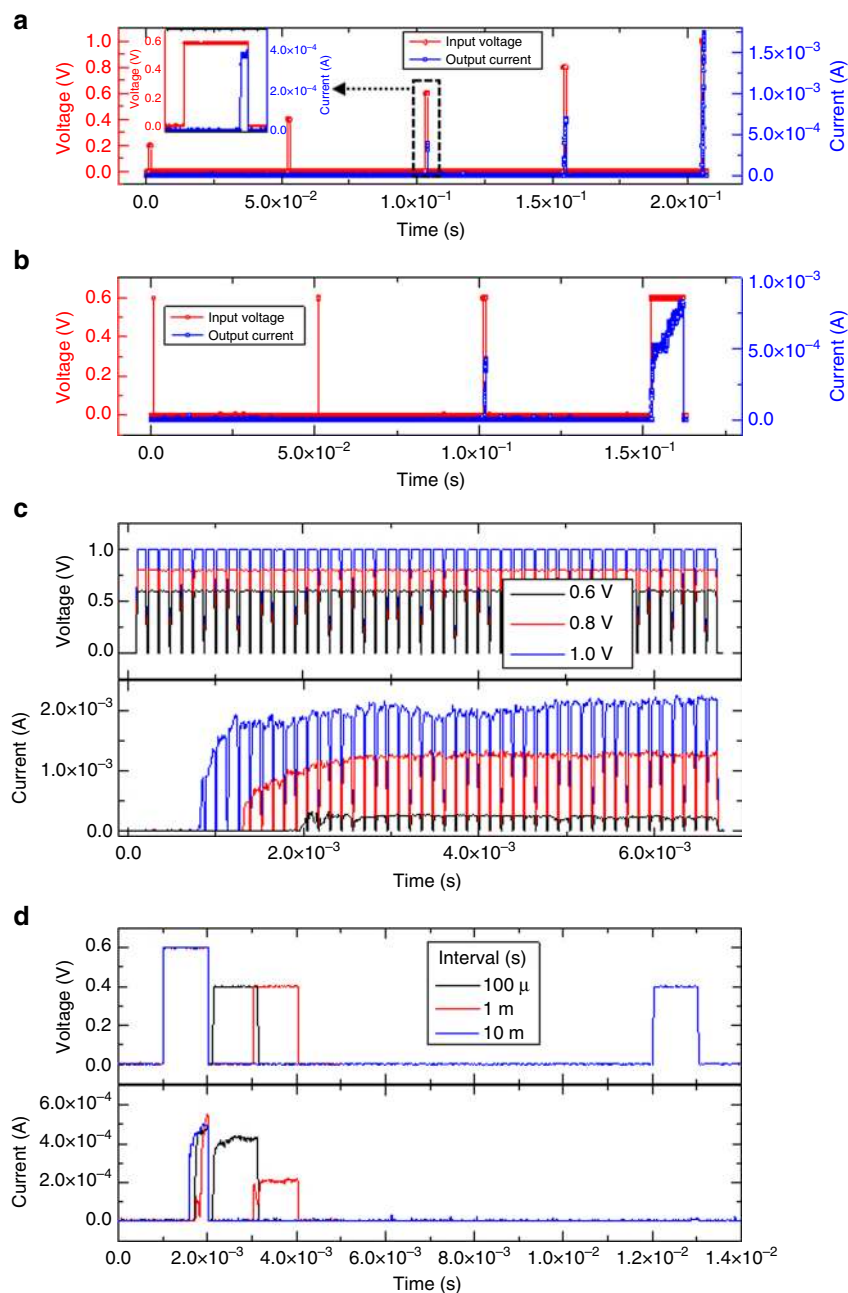 a
Input voltage
Output current
Voltage (V)
1.0
0.8
0.6
0.4
0.2
0.0
Voltage (V)
0.6
0.4
0.2
0.0
Current (A)
4.0×10⁻⁴
2.0×10⁻⁴
0.0
Current (A)
1.5×10⁻³
1.0×10⁻³
5.0×10⁻⁴
0.0
0.0
5.0×10⁻²
1.0×10⁻¹
1.5×10⁻¹
2.0×10⁻¹
Time (s)
b
Input voltage
Output current
Voltage (V)
0.6
0.4
0.2
0.0
Current (A)
1.0×10⁻³
5.0×10⁻⁴
0.0
0.0
5.0×10⁻²
1.0×10⁻¹
1.5×10⁻¹
Time (s)
c
Voltage (V)
1.0
0.5
0.0
0.6 V
0.8 V
1.0 V
Current (A)
2.0×10⁻³
1.0×10⁻³
0.0
0.0
2.0×10⁻³
4.0×10⁻³
6.0×10⁻³
Time (s)
d
Voltage (V)
0.6
0.4
0.2
0.0
Interval (s)
100 μ
1 m
10 m
Current (A)
6.0×10⁻⁴
4.0×10⁻⁴
2.0×10⁻⁴
0.0
0.0
2.0×10⁻³
4.0×10⁻³
6.0×10⁻³
8.0×10⁻³
1.0×10⁻²
1.2×10⁻²
1.4×10⁻²
Time (s)